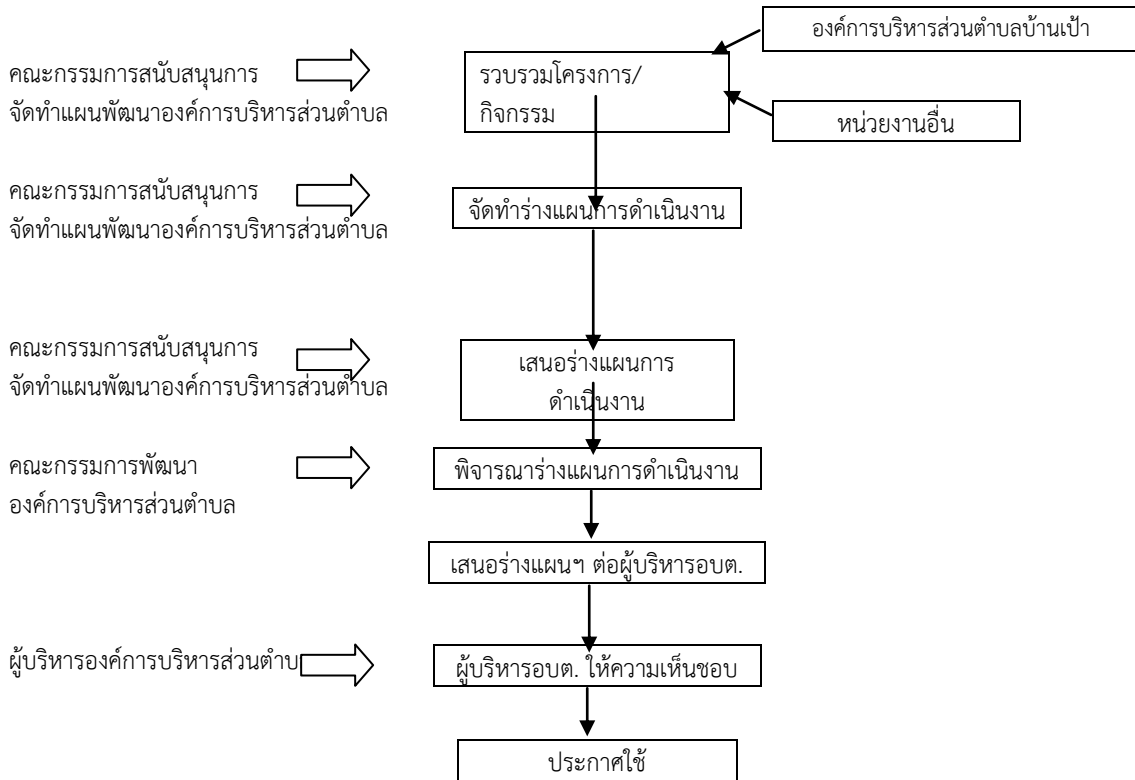 องค์การบริหารส่วนตำบลบ้านเป้า
คณะกรรมการสนับสนุนการ
จัดทำแผนพัฒนาองค์การบริหารส่วนตำบล
รวบรวมโครงการ/
กิจกรรม
หน่วยงานอื่น
คณะกรรมการสนับสนุนการ
จัดทำแผนพัฒนาองค์การบริหารส่วนตำบล
จัดทำร่างแผนการดำเนินงาน
คณะกรรมการสนับสนุนการ
จัดทำแผนพัฒนาองค์การบริหารส่วนตำบล
เสนอร่างแผนการ
ดำเนินงาน
คณะกรรมการพัฒนา
องค์การบริหารส่วนตำบล
พิจารณาร่างแผนการดำเนินงาน
เสนอร่างแผนฯ ต่อผู้บริหารอบต.
ผู้บริหารองค์การบริหารส่วนตำบ
ผู้บริหารอบต. ให้ความเห็นชอบ
ประกาศใช้